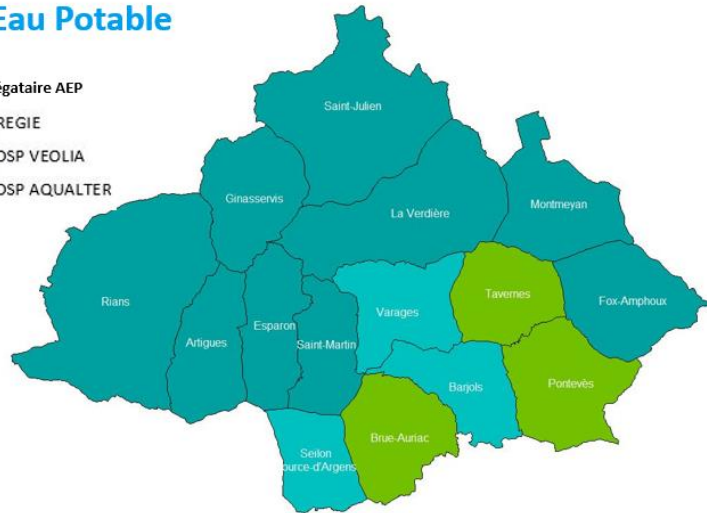 Eau Potable
égataire AEP
REGIE
DSP VEOLIA
DSP AQUALTER
Saint-Julien
Ginasservis
La Verdière
Montmeyan
Rians
Artigues
Esparon
Saint-Martin
Varages
Tavernes
Fox-Amphoux
Barjols
Pontevès
Brue-Auriac
Seilon
ource-d'Argens